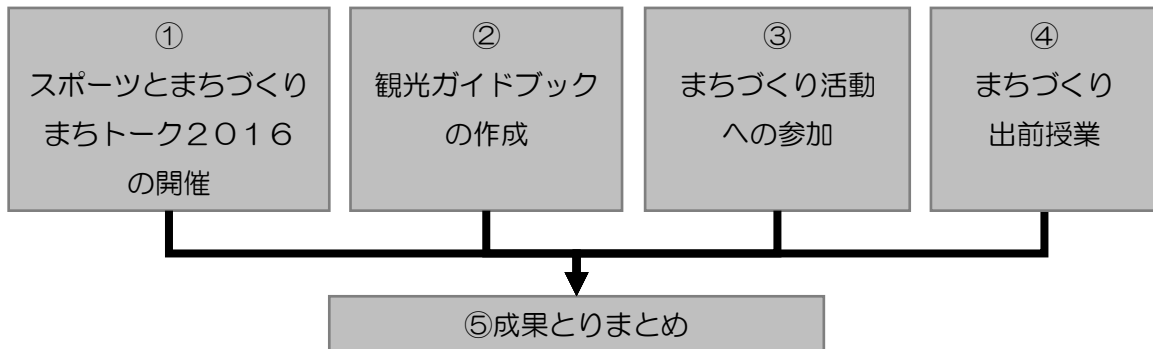 ①
スポーツとまちづくり
まちトーク２０１６
の開催
②
観光ガイドブック
の作成
③
まちづくり活動
への参加
④
まちづくり
出前授業
⑤成果とりまとめ